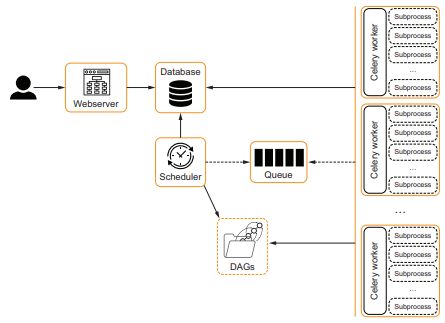 Webserver
Database
Scheduler
Queue
DAGs
Celery worker
Subprocess
Subprocess
Subprocess
...
Subprocess
Celery worker
Subprocess
Subprocess
Subprocess
...
Subprocess
...
Celery worker
Subprocess
Subprocess
Subprocess
...
Subprocess